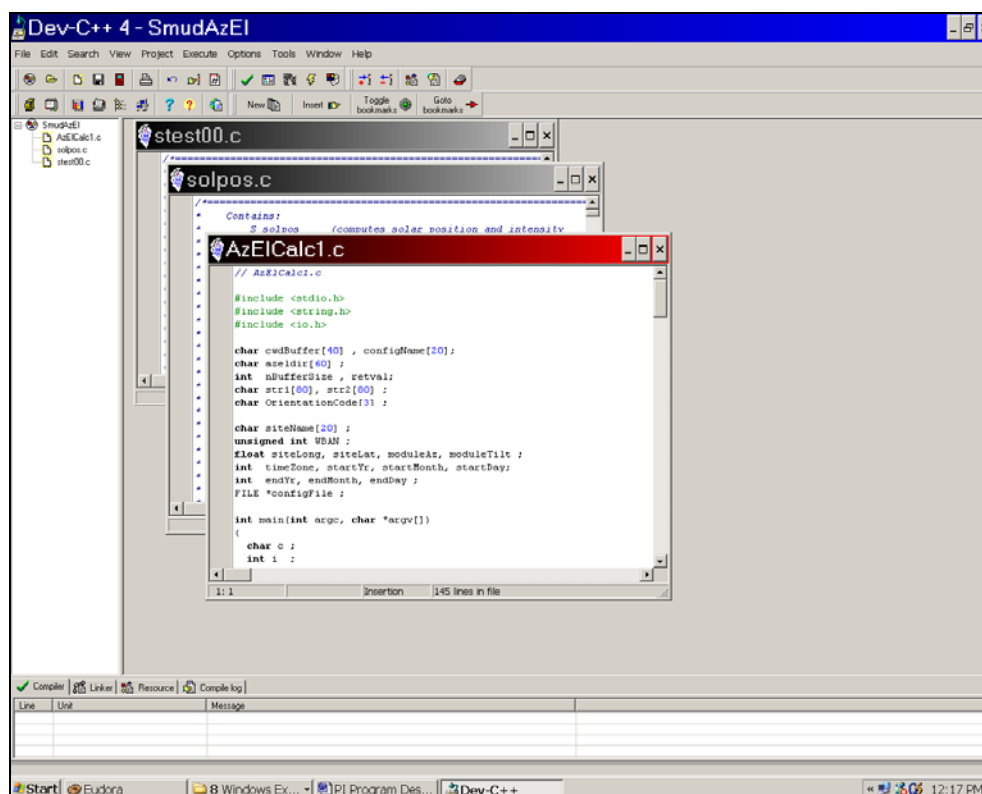 Dev-C++ 4 - SmudAzEl
File Edit Search View Project Execute Options Tools Window Help
New Insert Toggle bookmarks Goto bookmarks
SmudAzEl
AzElCalc1.c
solpos.c
stest00.c
stest00.c
/*==========================================================
solpos.c
/*==========================================================
* Contains:
* S_solpos (computes solar position and intensity
AzElCalc1.c
// AzElCalc1.c
#include <stdio.h>
#include <string.h>
#include <io.h>
char cwdBuffer[40] , configName[20];
char azeldir[60] ;
int nBufferSize , retval;
char str1[80], str2[80] ;
char OrientationCode[3] ;
char siteName[20] ;
unsigned int WBAN ;
float siteLong, siteLat, moduleAz, moduleTilt ;
int timeZone, startYr, startMonth, startDay;
int endYr, endMonth, endDay ;
FILE *configFile ;
int main(int argc, char *argv[])
{
char c ;
int i ;
1: 1 Insertion 145 lines in file
Compiler Linker Resource Compile log
Line Unit Message
Start Eudora 8 Windows Ex... PI Program Des... Dev-C++ 12:17 PM